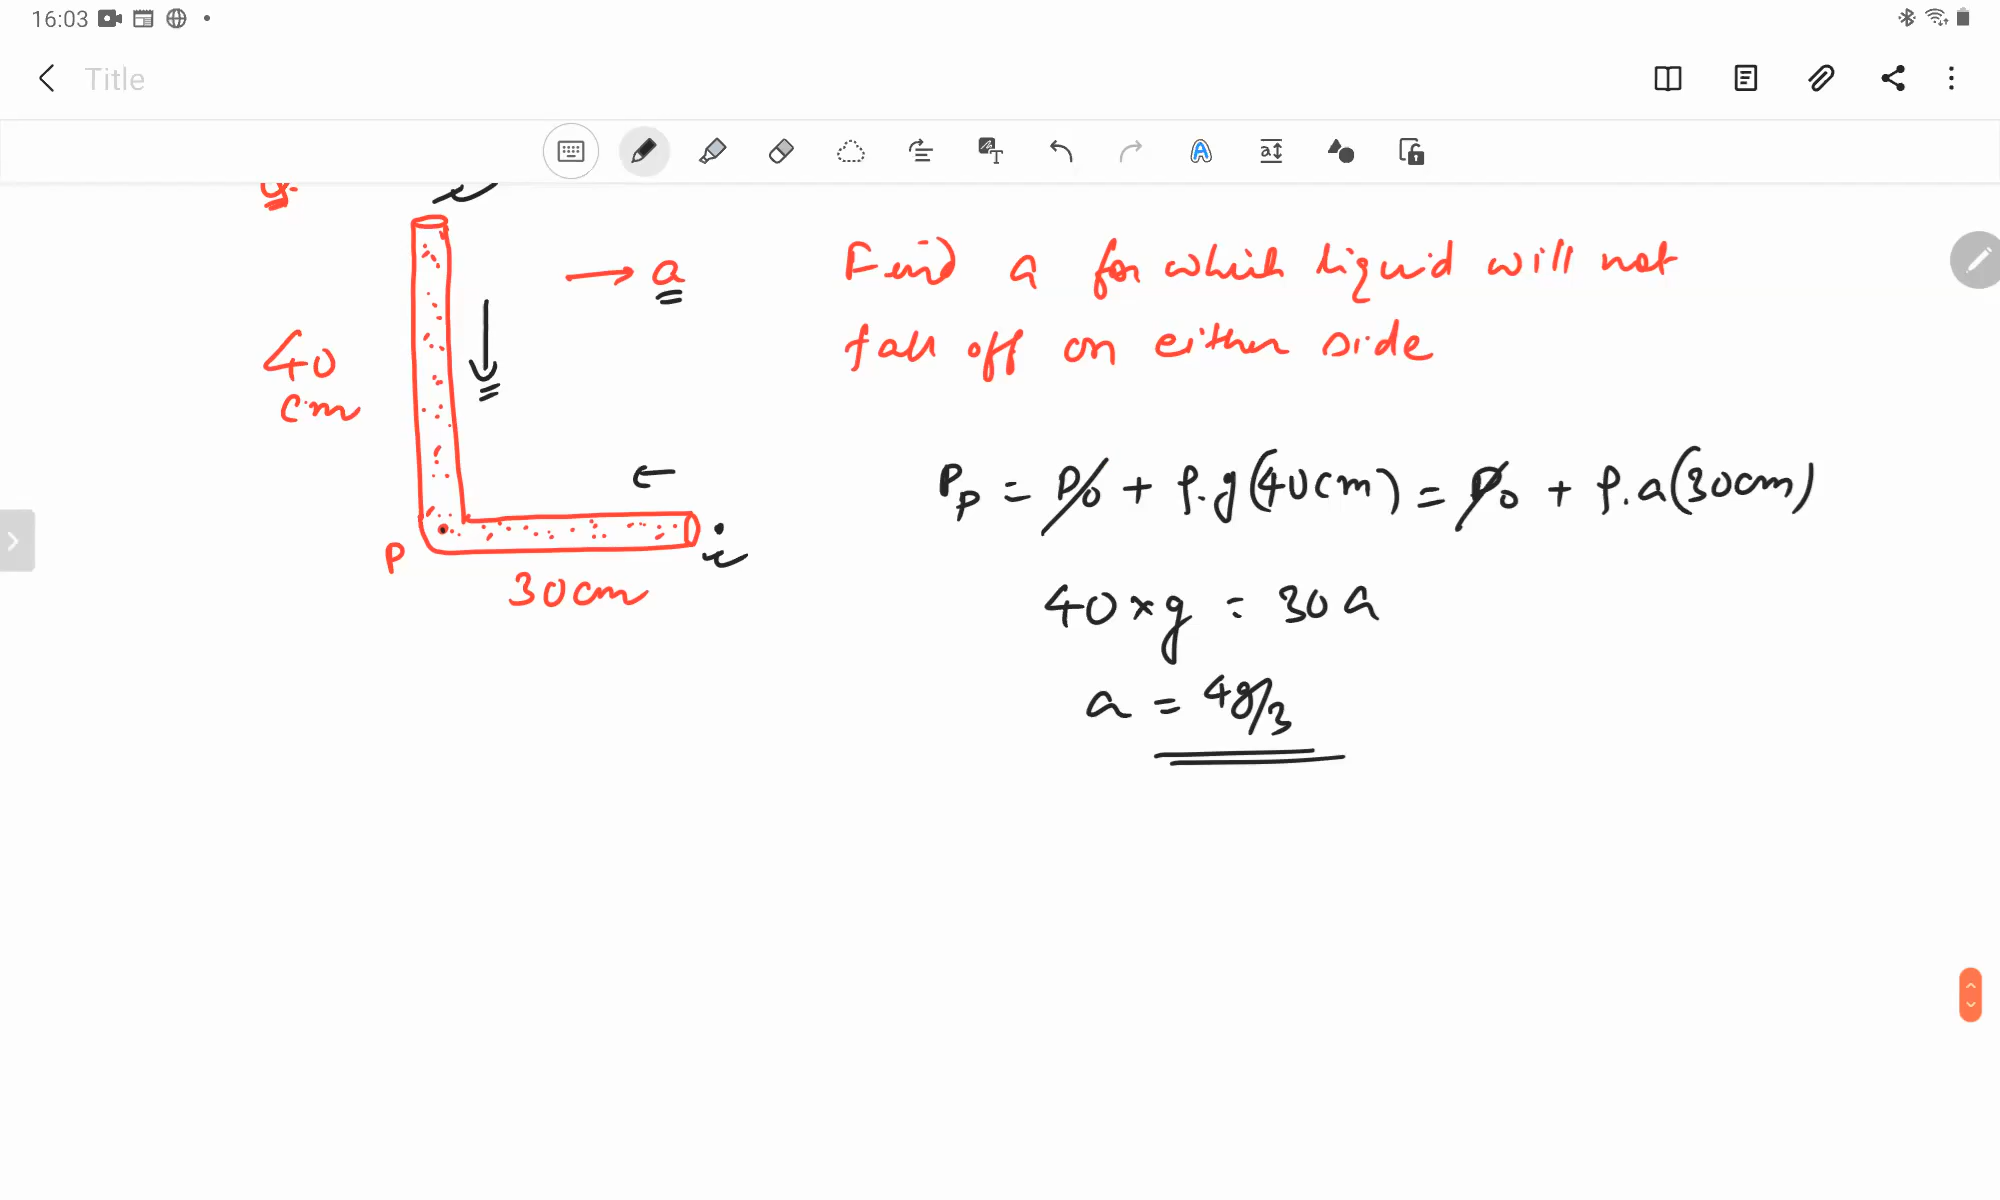 16:03
Title
→ a
Find a for which liquid will not
fall off on either side
40
cm
P
30cm
Pp = P0 + ρ.g(40cm) = P0 + ρ.a(30cm)
40×g = 30a
a = 4g/3